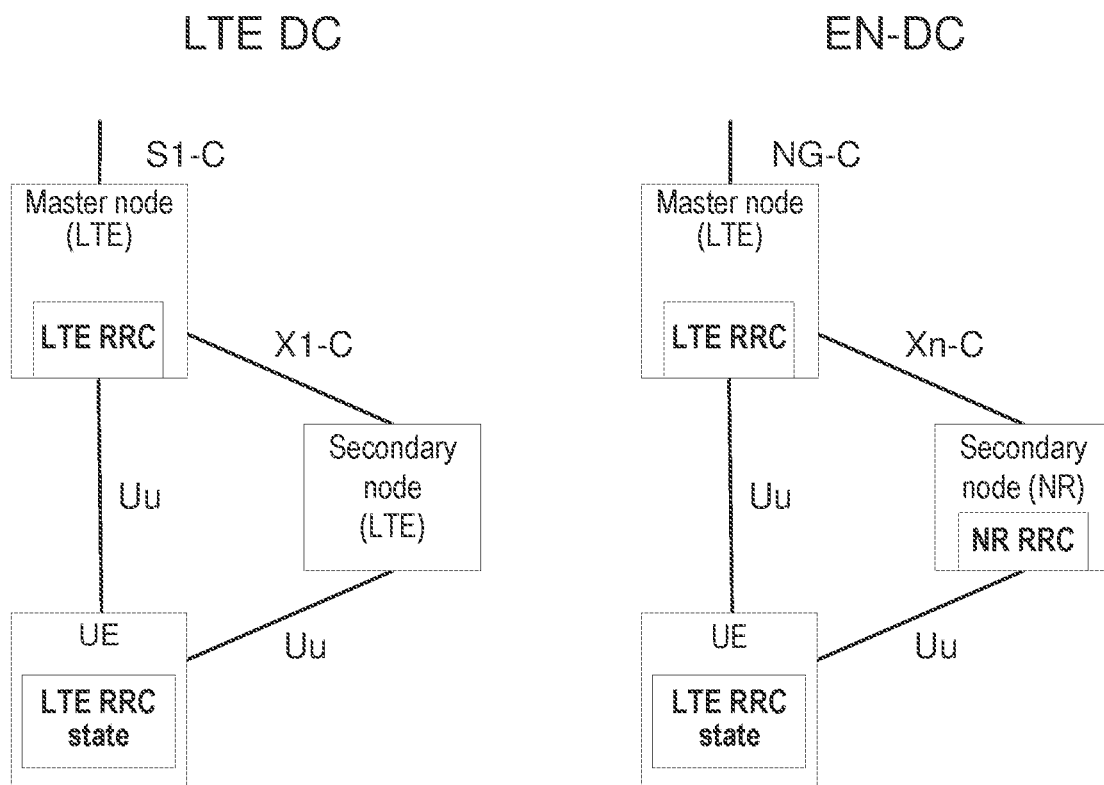 LTE DC
S1-C
Master node
(LTE)
LTE RRC
X1-C
Secondary
node
(LTE)
Uu
UE
Uu
LTE RRC
state
EN-DC
NG-C
Master node
(LTE)
LTE RRC
Xn-C
Secondary
node (NR)
NR RRC
Uu
UE
Uu
LTE RRC
state